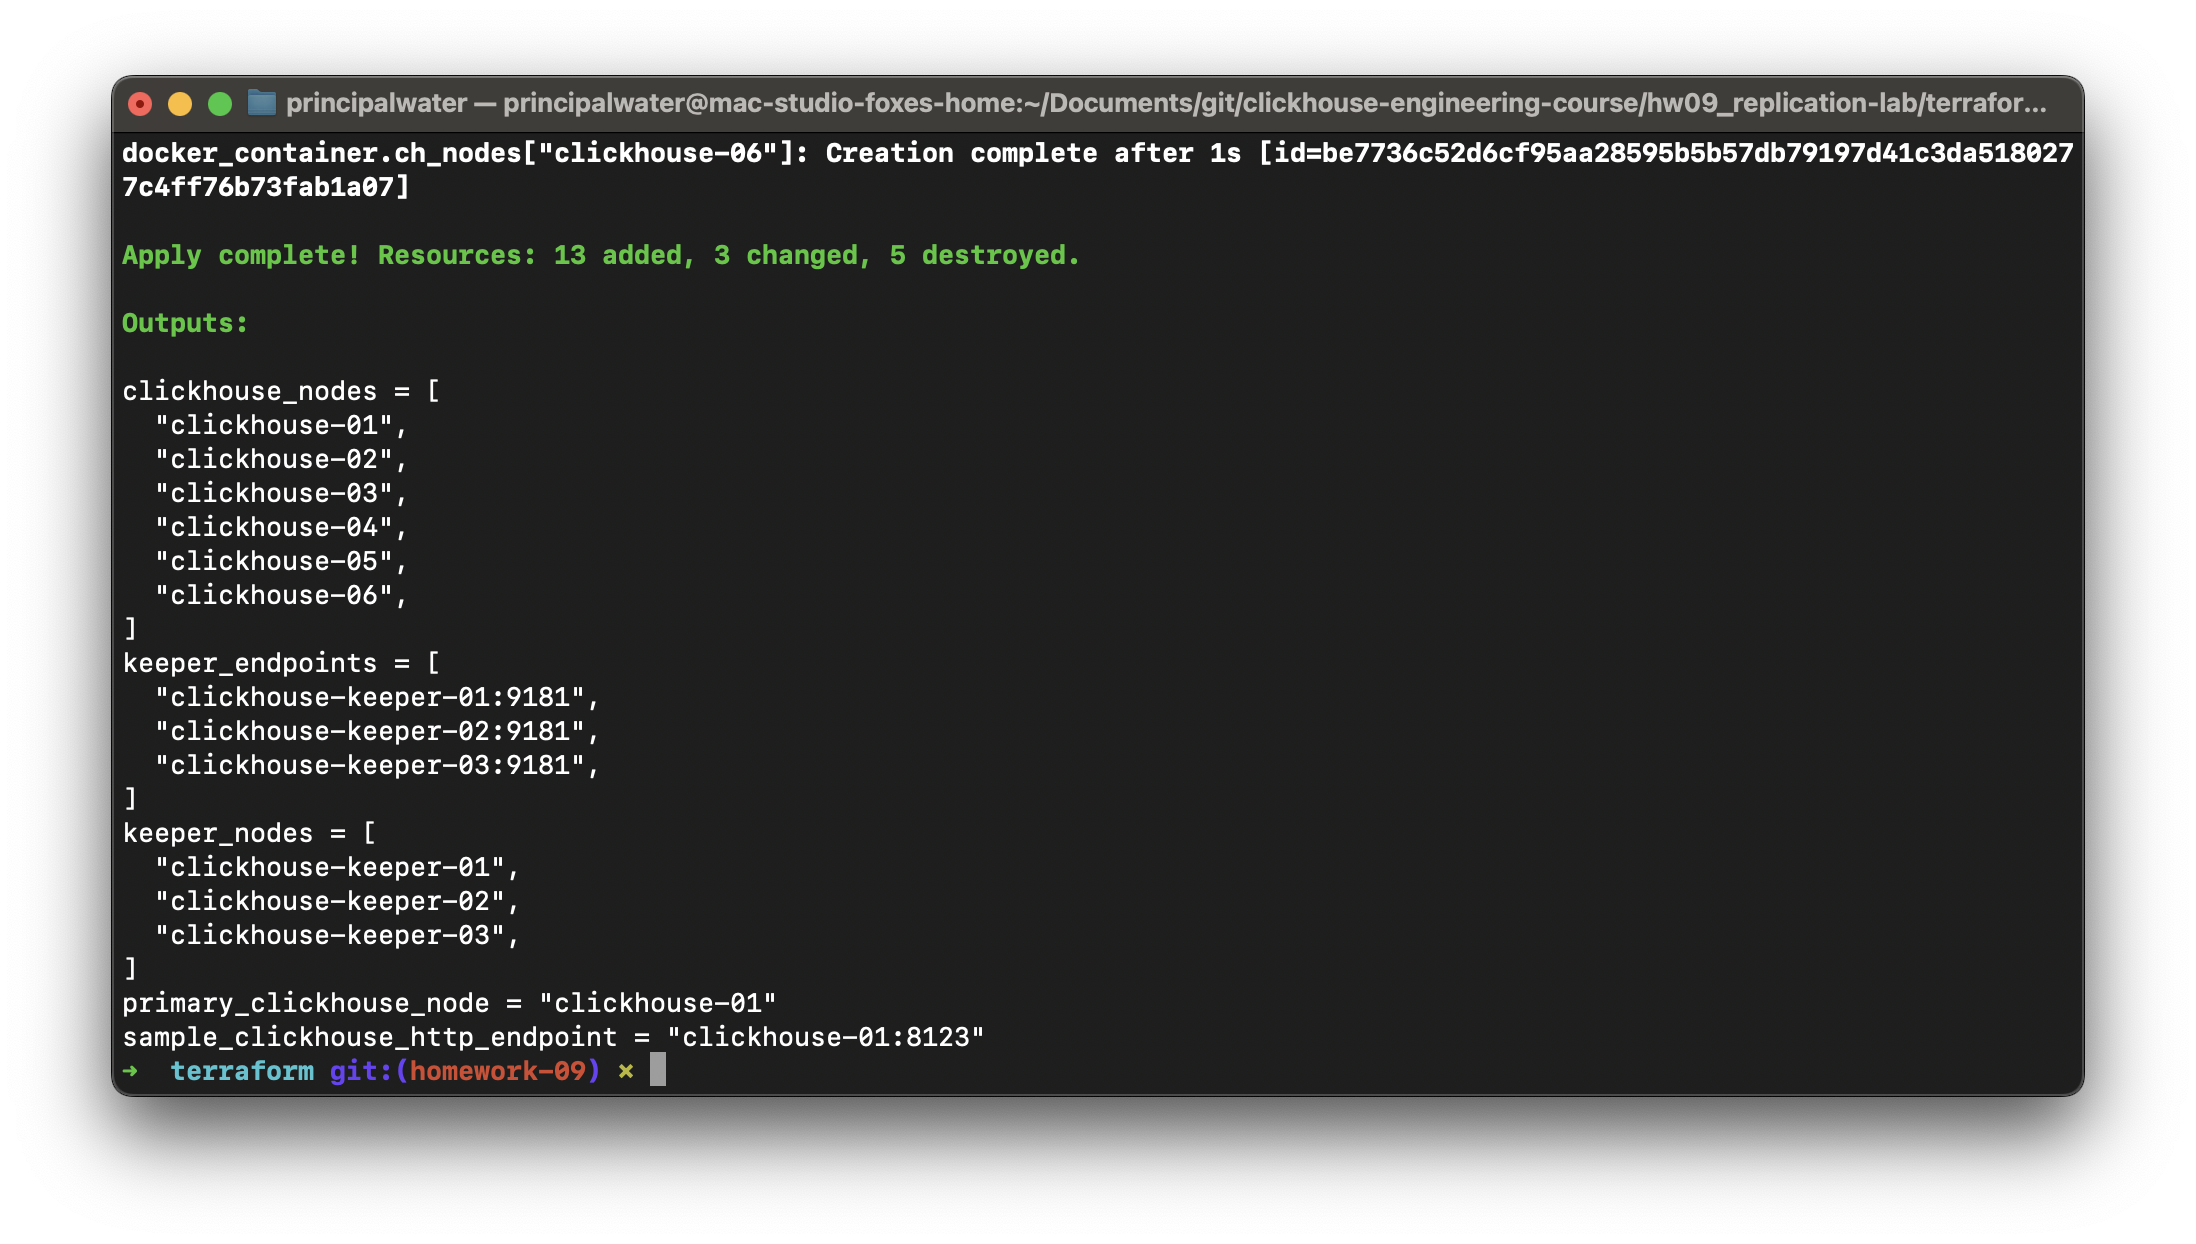 principalwater — principalwater@mac-studio-foxes-home:~/Documents/git/clickhouse-engineering-course/hw09_replication-lab/terrafor...
docker_container.ch_nodes["clickhouse-06"]: Creation complete after 1s [id=be7736c52d6cf95aa28595b5b57db79197d41c3da518027
7c4ff76b73fab1a07]
Apply complete! Resources: 13 added, 3 changed, 5 destroyed.
Outputs:
clickhouse_nodes = [
  "clickhouse-01",
  "clickhouse-02",
  "clickhouse-03",
  "clickhouse-04",
  "clickhouse-05",
  "clickhouse-06",
]
keeper_endpoints = [
  "clickhouse-keeper-01:9181",
  "clickhouse-keeper-02:9181",
  "clickhouse-keeper-03:9181",
]
keeper_nodes = [
  "clickhouse-keeper-01",
  "clickhouse-keeper-02",
  "clickhouse-keeper-03",
]
primary_clickhouse_node = "clickhouse-01"
sample_clickhouse_http_endpoint = "clickhouse-01:8123"
➜  terraform git:(homework-09) ✗